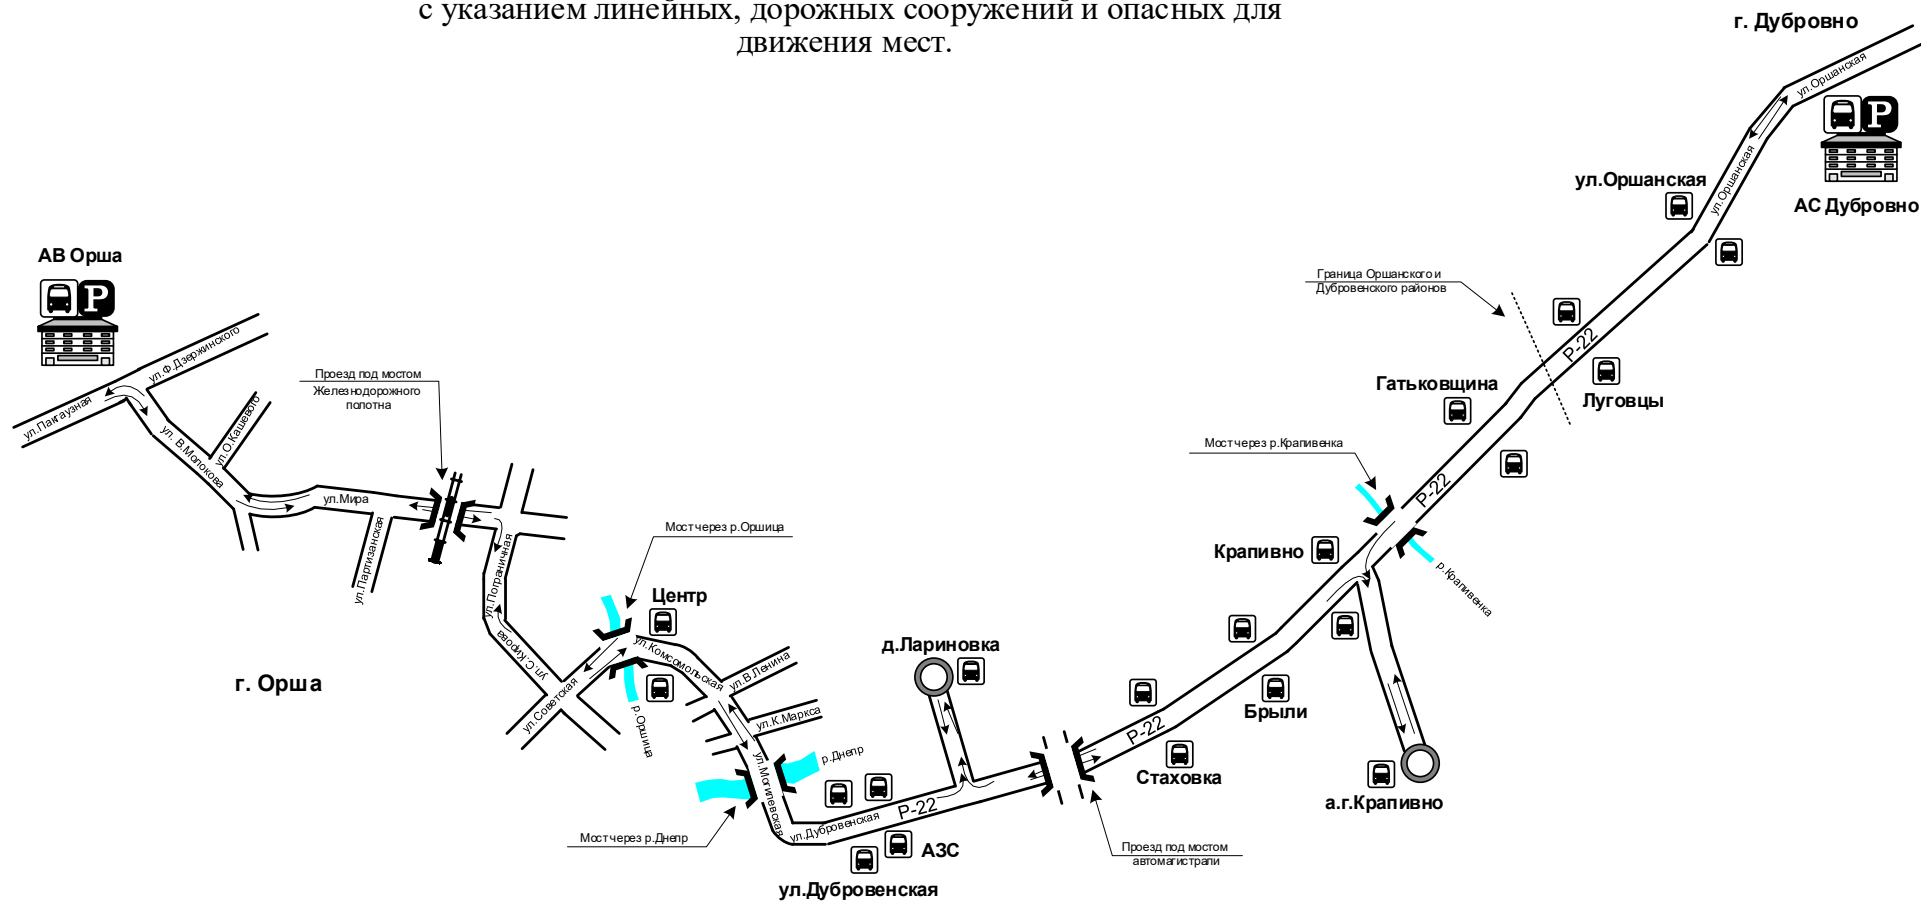 с указанием линейных, дорожных сооружений и опасных для
движения мест.
г. Дубровно
ул.Оршанская
P
ул.Оршанская
ул.Оршанская
АС Дубровно
АВ Орша
P
Граница Оршанского и
Дубровенского районов
ул.Ф.Дзержинского
Р-22
Проезд под мостом
Железнодорожного
полотна
Гатьковщина
Луговцы
ул.Пакгаузная
ул.О.Кашевого
ул. В.Молокова
Мост через р.Крапивенка
Р-22
ул.Мира
ул.Партизанская
ул.Пограничная
Мост через р.Оршица
Крапивно
р.Крапивенка
Центр
ул.С.Кирова
ул.Комсомольская
ул.В.Ленина
д.Лариновка
г. Орша
ул.Советская
р.Оршица
ул.К.Маркса
Брыли
Р-22
Стаховка
р.Днепр
ул.Могилевская
а.г.Крапивно
Р-22
ул.Дубровенская
Мост через р.Днепр
АЗС
Проезд под мостом
автомагистрали
ул.Дубровенская